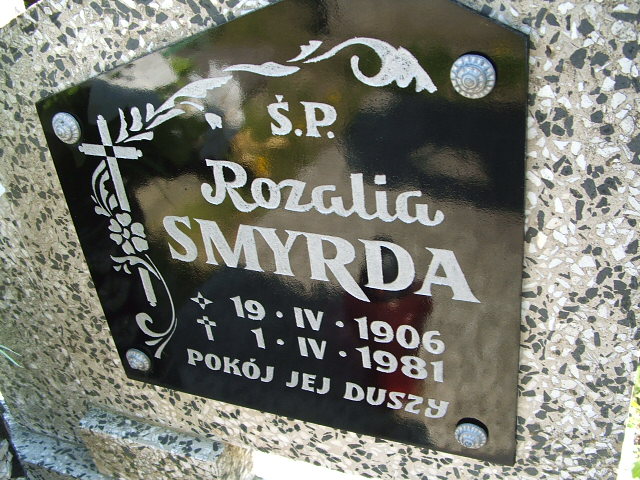 Ś.P.
Rozalia
SMYRDA
19 · IV · 1906
1 · IV · 1981
POKÓJ JEJ DUSZY